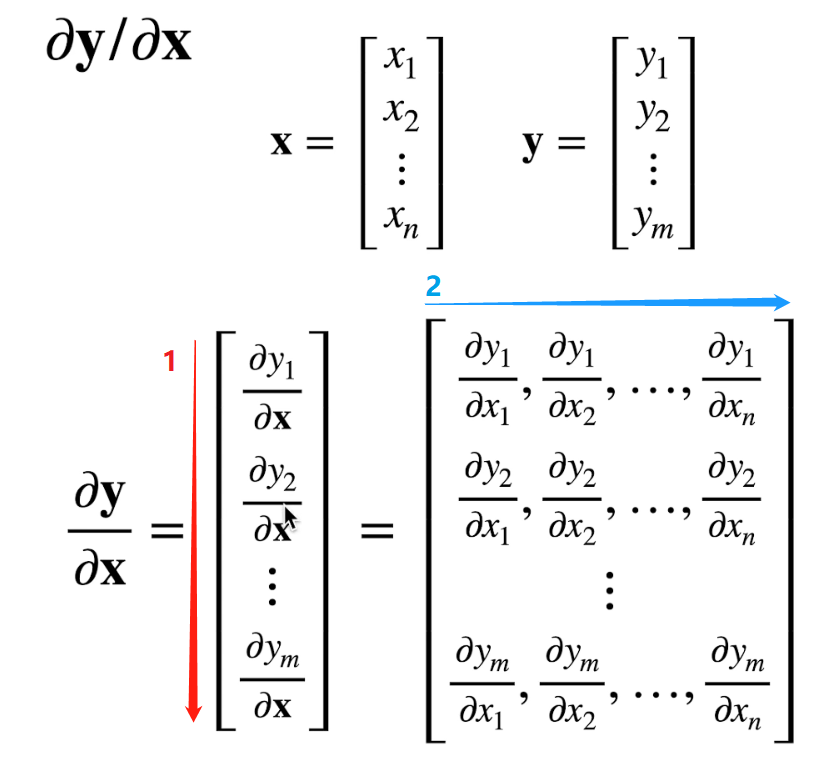 ∂y/∂x
x = [x₁ x₂ ⋮ xₙ] y = [y₁ y₂ ⋮ yₘ]
1 2
∂y/∂x = [∂y₁/∂x ∂y₂/∂x ⋮ ∂yₘ/∂x] = [∂y₁/∂x₁, ∂y₁/∂x₂, …, ∂y₁/∂xₙ
∂y₂/∂x₁, ∂y₂/∂x₂, …, ∂y₂/∂xₙ
⋮
∂yₘ/∂x₁, ∂yₘ/∂x₂, …, ∂yₘ/∂xₙ]